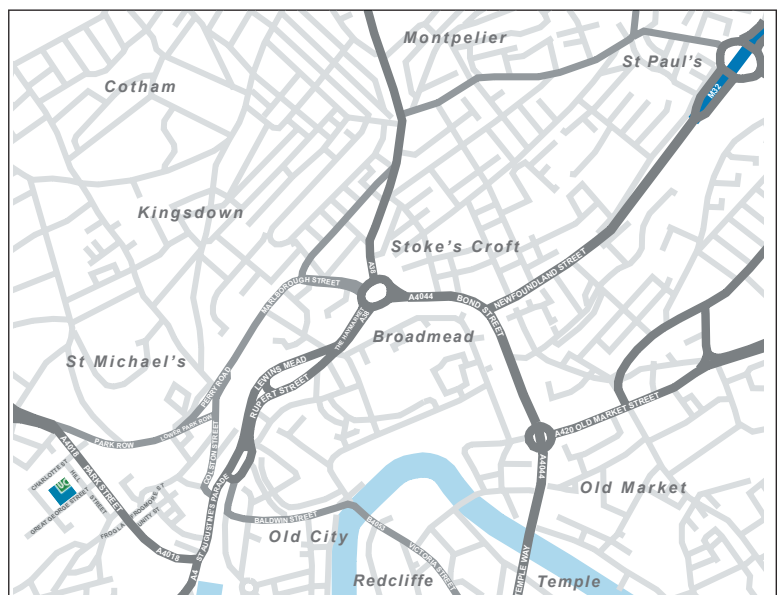 Montpelier
St Paul's
Cotham
M32
Kingsdown
Stoke's Croft
A38
MARLBOROUGH STREET
NEWFOUNDLAND STREET
A4044
BOND STREET
THE HAYMARKET
A38
Broadmead
St Michael's
LEWINS MEAD
RUPERT STREET
PERRY ROAD
LOWER PARK ROW
PARK ROW
A420 OLD MARKET STREET
A4018
COLSTON STREET
A4044
CHARLOTTE ST
HILL
STREET
PARK STREET
Old Market
GREAT GEORGE STREET
FROGMORE ST
UNITY ST
ST AUGUSTINE'S PARADE
BALDWIN STREET
Old City
B4053
VICTORIA STREET
A4018
A4
Redcliffe
TEMPLE WAY
Temple